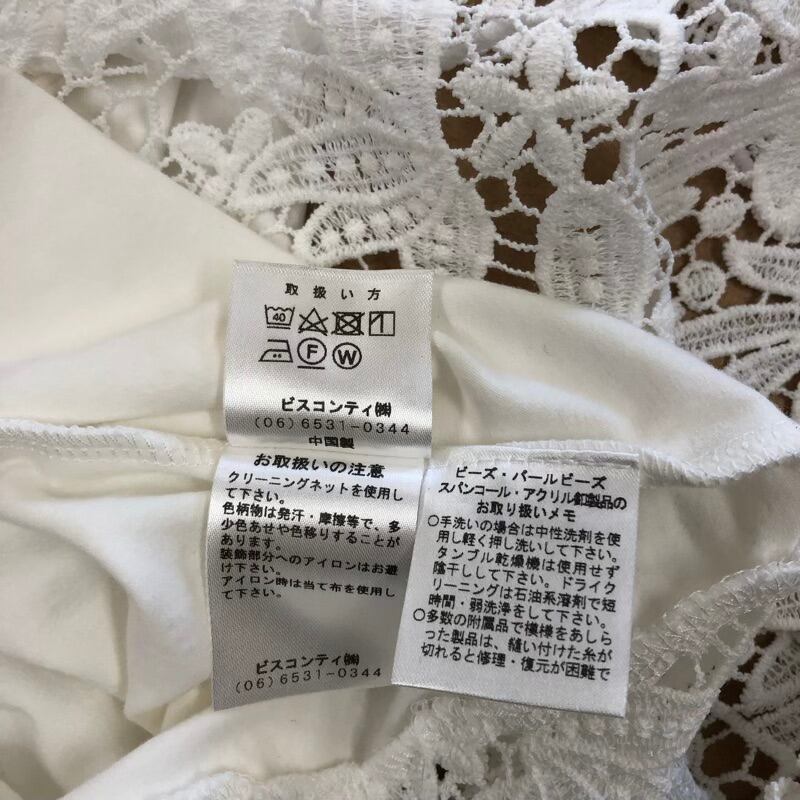 取扱い方
40
F W
ビスコンティ㈱
(06)6531-0344
中国製
お取扱いの注意
クリーニングネットを使用し
て下さい。
色柄物は発汗・摩擦等で、多
少色あせや色移りすることが
あります。
装飾部分へのアイロンはお避
け下さい。
アイロン時は当て布を使用し
て下さい。
ビスコンティ㈱
(06)6531-0344
ビーズ・パールビーズ
スパンコール・アクリル釦製品の
お取り扱いメモ
○手洗いの場合は中性洗剤を使
用し軽く押し洗いして下さい。
タンブル乾燥機は使用せず
陰干しして下さい。ドライク
リーニングは石油系溶剤で短
時間・弱洗浄をして下さい。
○多数の附属品で模様をあしら
った製品は、縫い付けた糸が
切れると修理・復元が困難で